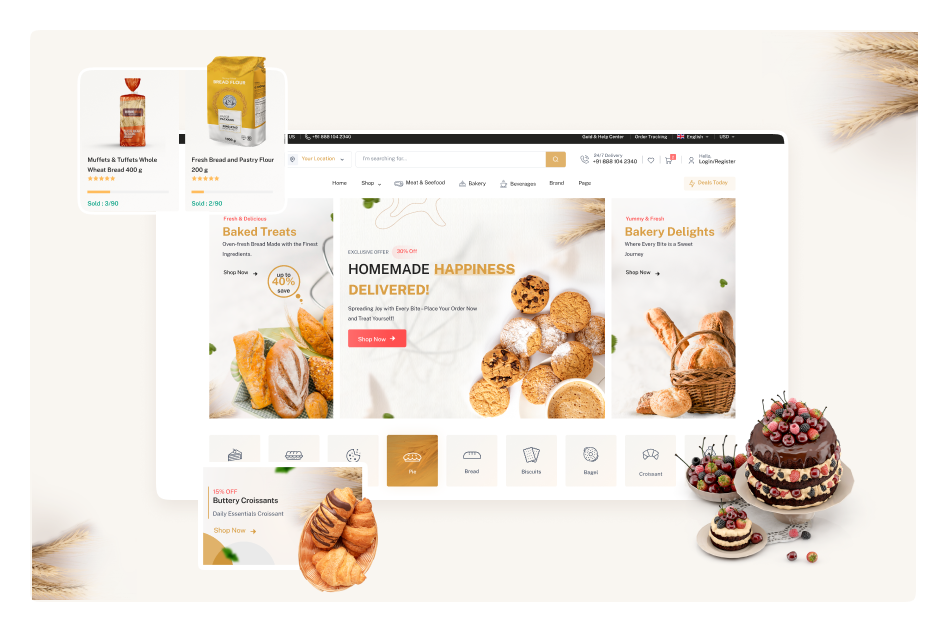 BREAD FLOUR
Muffets & Tuffets Whole
Wheat Bread 400 g
Sold : 3/90
Fresh Bread and Pastry Flour
200 g
Sold : 2/90
US
+91 888 104 2340
Gaid & Help Center
Order Tracking
English
USD
Your Location
I'm searching for...
24/7 Delivery
+91 888 104 2340
Hello,
Login/Register
Home
Shop
Meat & Seefood
Bakery
Beverages
Brand
Page
Deals Today
Fresh & Delicious
Baked Treats
Oven-fresh Bread Made with the Finest
Ingredients.
Shop Now
up to
40%
save
EXCLUSIVE OFFER
30% Off
HOMEMADE HAPPINESS
DELIVERED!
Spreading Joy with Every Bite - Place Your Order Now
and Treat Yourself!
Shop Now
Yummy & Fresh
Bakery Delights
Where Every Bite is a Sweet
Journey
Shop Now
Pie
Bread
Biscuits
Bagel
Croissant
15% OFF
Buttery Croissants
Daily Essentials Croissant
Shop Now